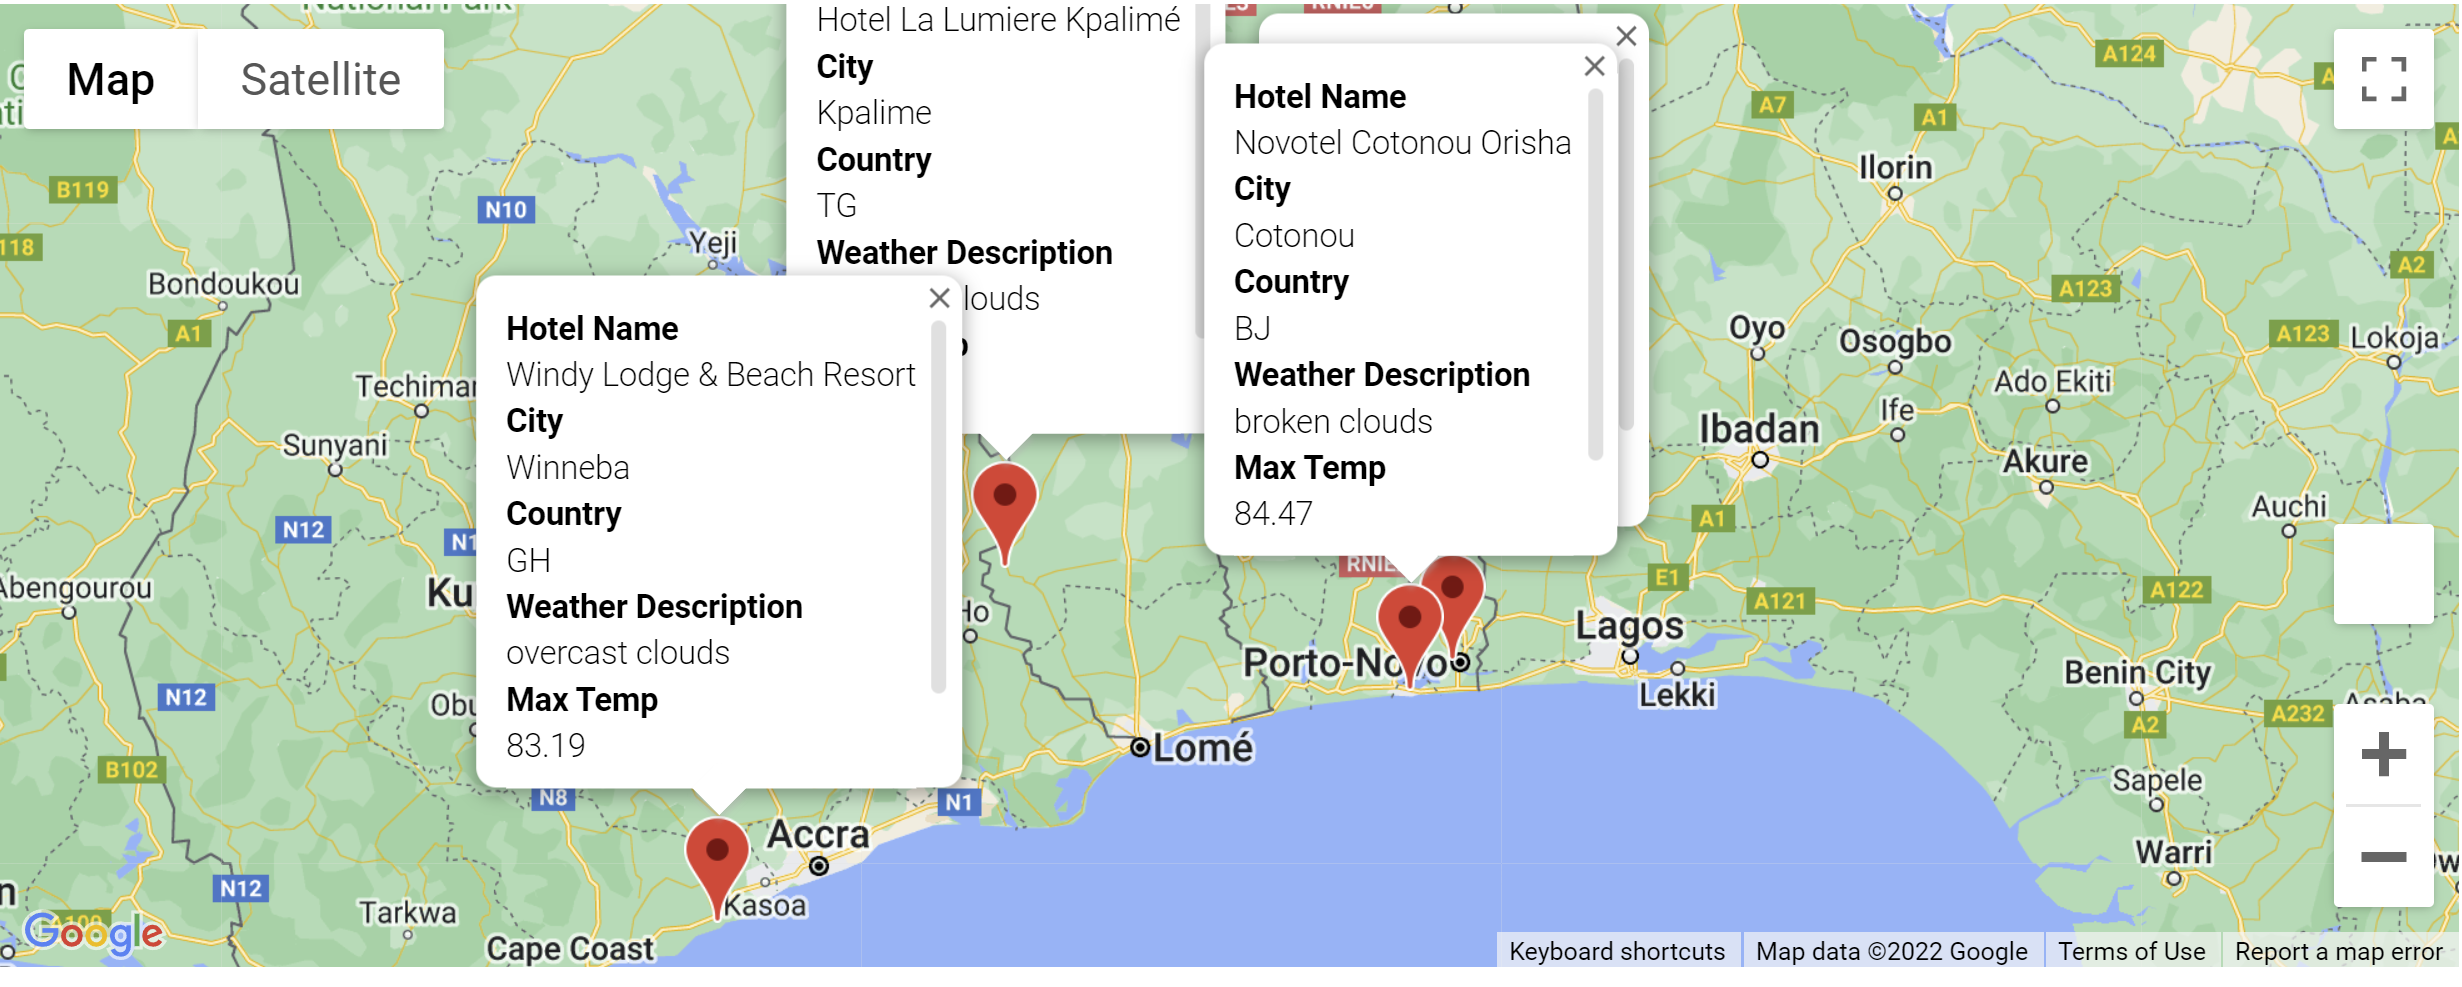 Map
Satellite
Hotel La Lumiere Kpalimé
City
Kpalime
Country
TG
Weather Description
louds
Hotel Name
Novotel Cotonou Orisha
City
Cotonou
Country
BJ
Weather Description
broken clouds
Max Temp
84.47
Hotel Name
Windy Lodge & Beach Resort
City
Winneba
Country
GH
Weather Description
overcast clouds
Max Temp
83.19
A124
A7
A1
Ilorin
B119
N10
118
Yeji
Bondoukou
A1
A2
A123
Oyo
Osogbo
A123
Lokoja
Techiman
Sunyani
Ado Ekiti
Ife
Ibadan
Akure
Auchi
N12
N1
A1
Abengourou
Ku
RNIE
E1
A121
A122
Ho
Lagos
Porto-Novo
Lekki
Benin City
N12
Obu
A232
Asaba
A2
Lomé
B102
N8
N1
Sapele
Accra
Warri
N12
Kasoa
Tarkwa
A100
Google
Cape Coast
Keyboard shortcuts
Map data ©2022 Google
Terms of Use
Report a map error